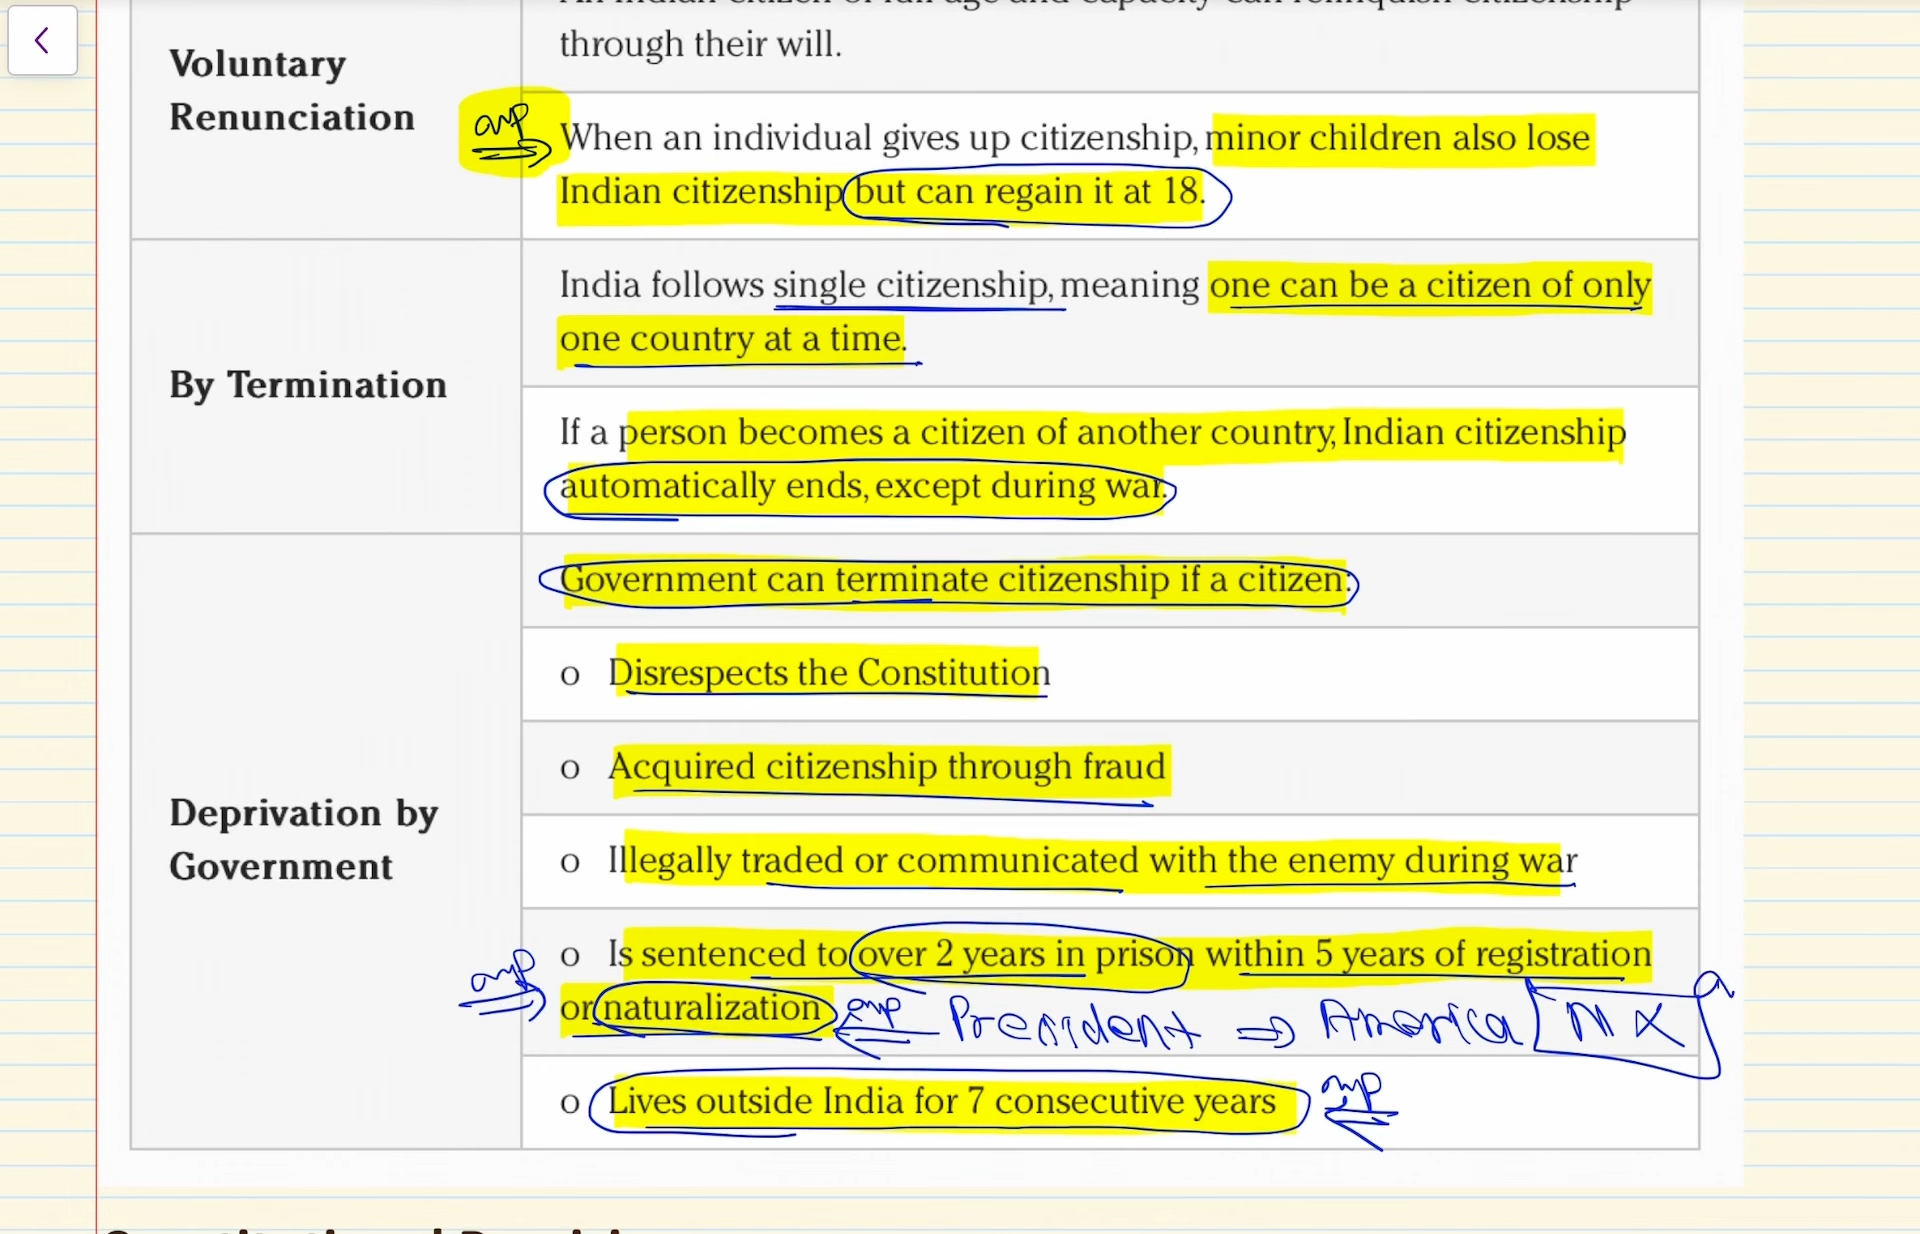 through their will.
Voluntary
Renunciation
imp
When an individual gives up citizenship, minor children also lose
Indian citizenship but can regain it at 18.
By Termination
India follows single citizenship, meaning one can be a citizen of only
one country at a time.
If a person becomes a citizen of another country, Indian citizenship
automatically ends, except during war.
Deprivation by
Government
Government can terminate citizenship if a citizen:
o Disrespects the Constitution
o Acquired citizenship through fraud
o Illegally traded or communicated with the enemy during war
imp
o Is sentenced to over 2 years in prison within 5 years of registration
or naturalization imp President ⇒ America N X
o Lives outside India for 7 consecutive years imp